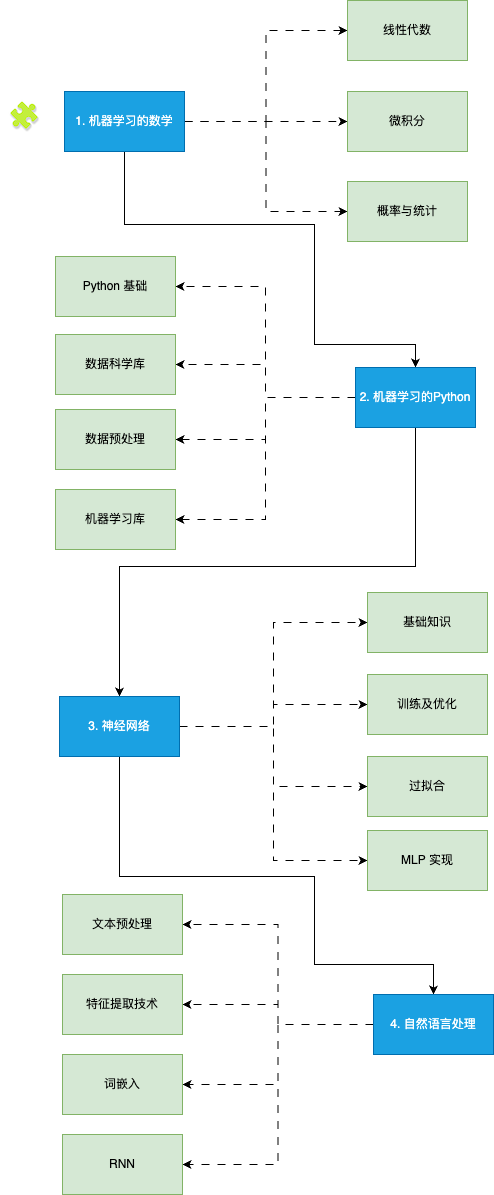 线性代数
1. 机器学习的数学
微积分
概率与统计
Python 基础
数据科学库
2. 机器学习的Python
数据预处理
机器学习库
基础知识
训练及优化
3. 神经网络
过拟合
MLP 实现
文本预处理
特征提取技术
4. 自然语言处理
词嵌入
RNN